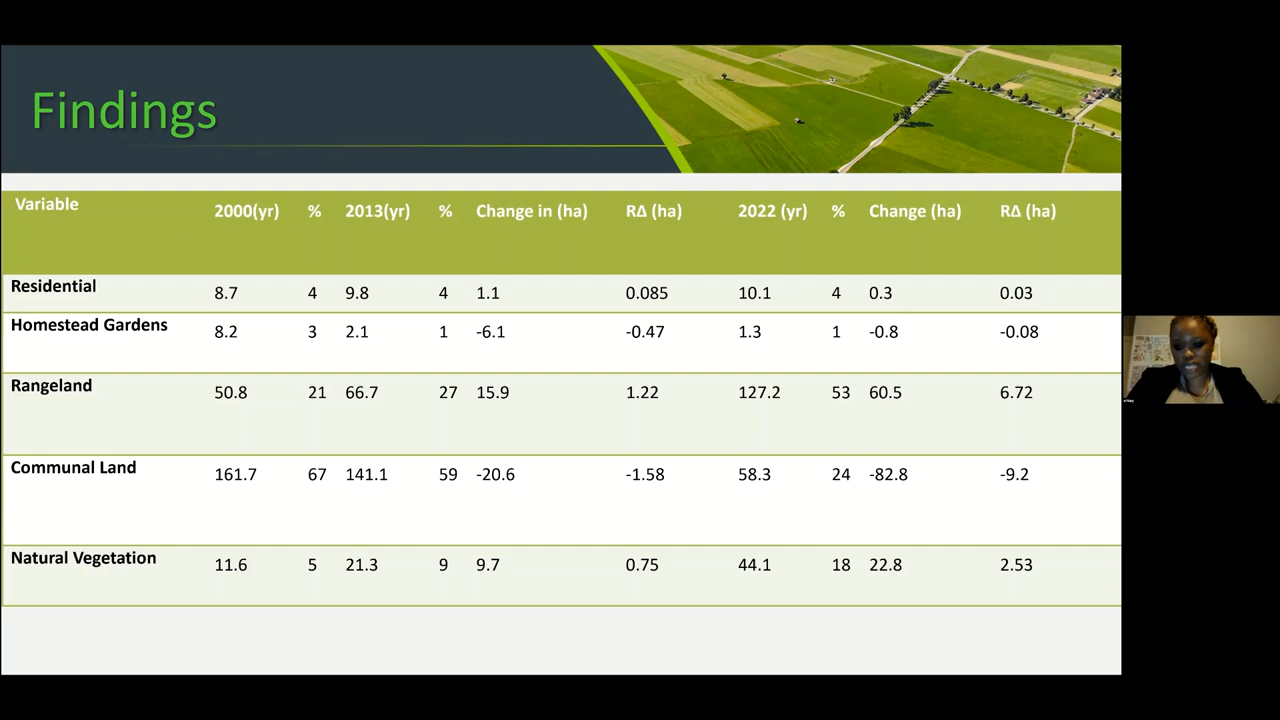 Findings
Variable 2000(yr) % 2013(yr) % Change in (ha) RΔ (ha) 2022 (yr) % Change (ha) RΔ (ha)
Residential 8.7 4 9.8 4 1.1 0.085 10.1 4 0.3 0.03
Homestead Gardens 8.2 3 2.1 1 -6.1 -0.47 1.3 1 -0.8 -0.08
Rangeland 50.8 21 66.7 27 15.9 1.22 127.2 53 60.5 6.72
Communal Land 161.7 67 141.1 59 -20.6 -1.58 58.3 24 -82.8 -9.2
Natural Vegetation 11.6 5 21.3 9 9.7 0.75 44.1 18 22.8 2.53